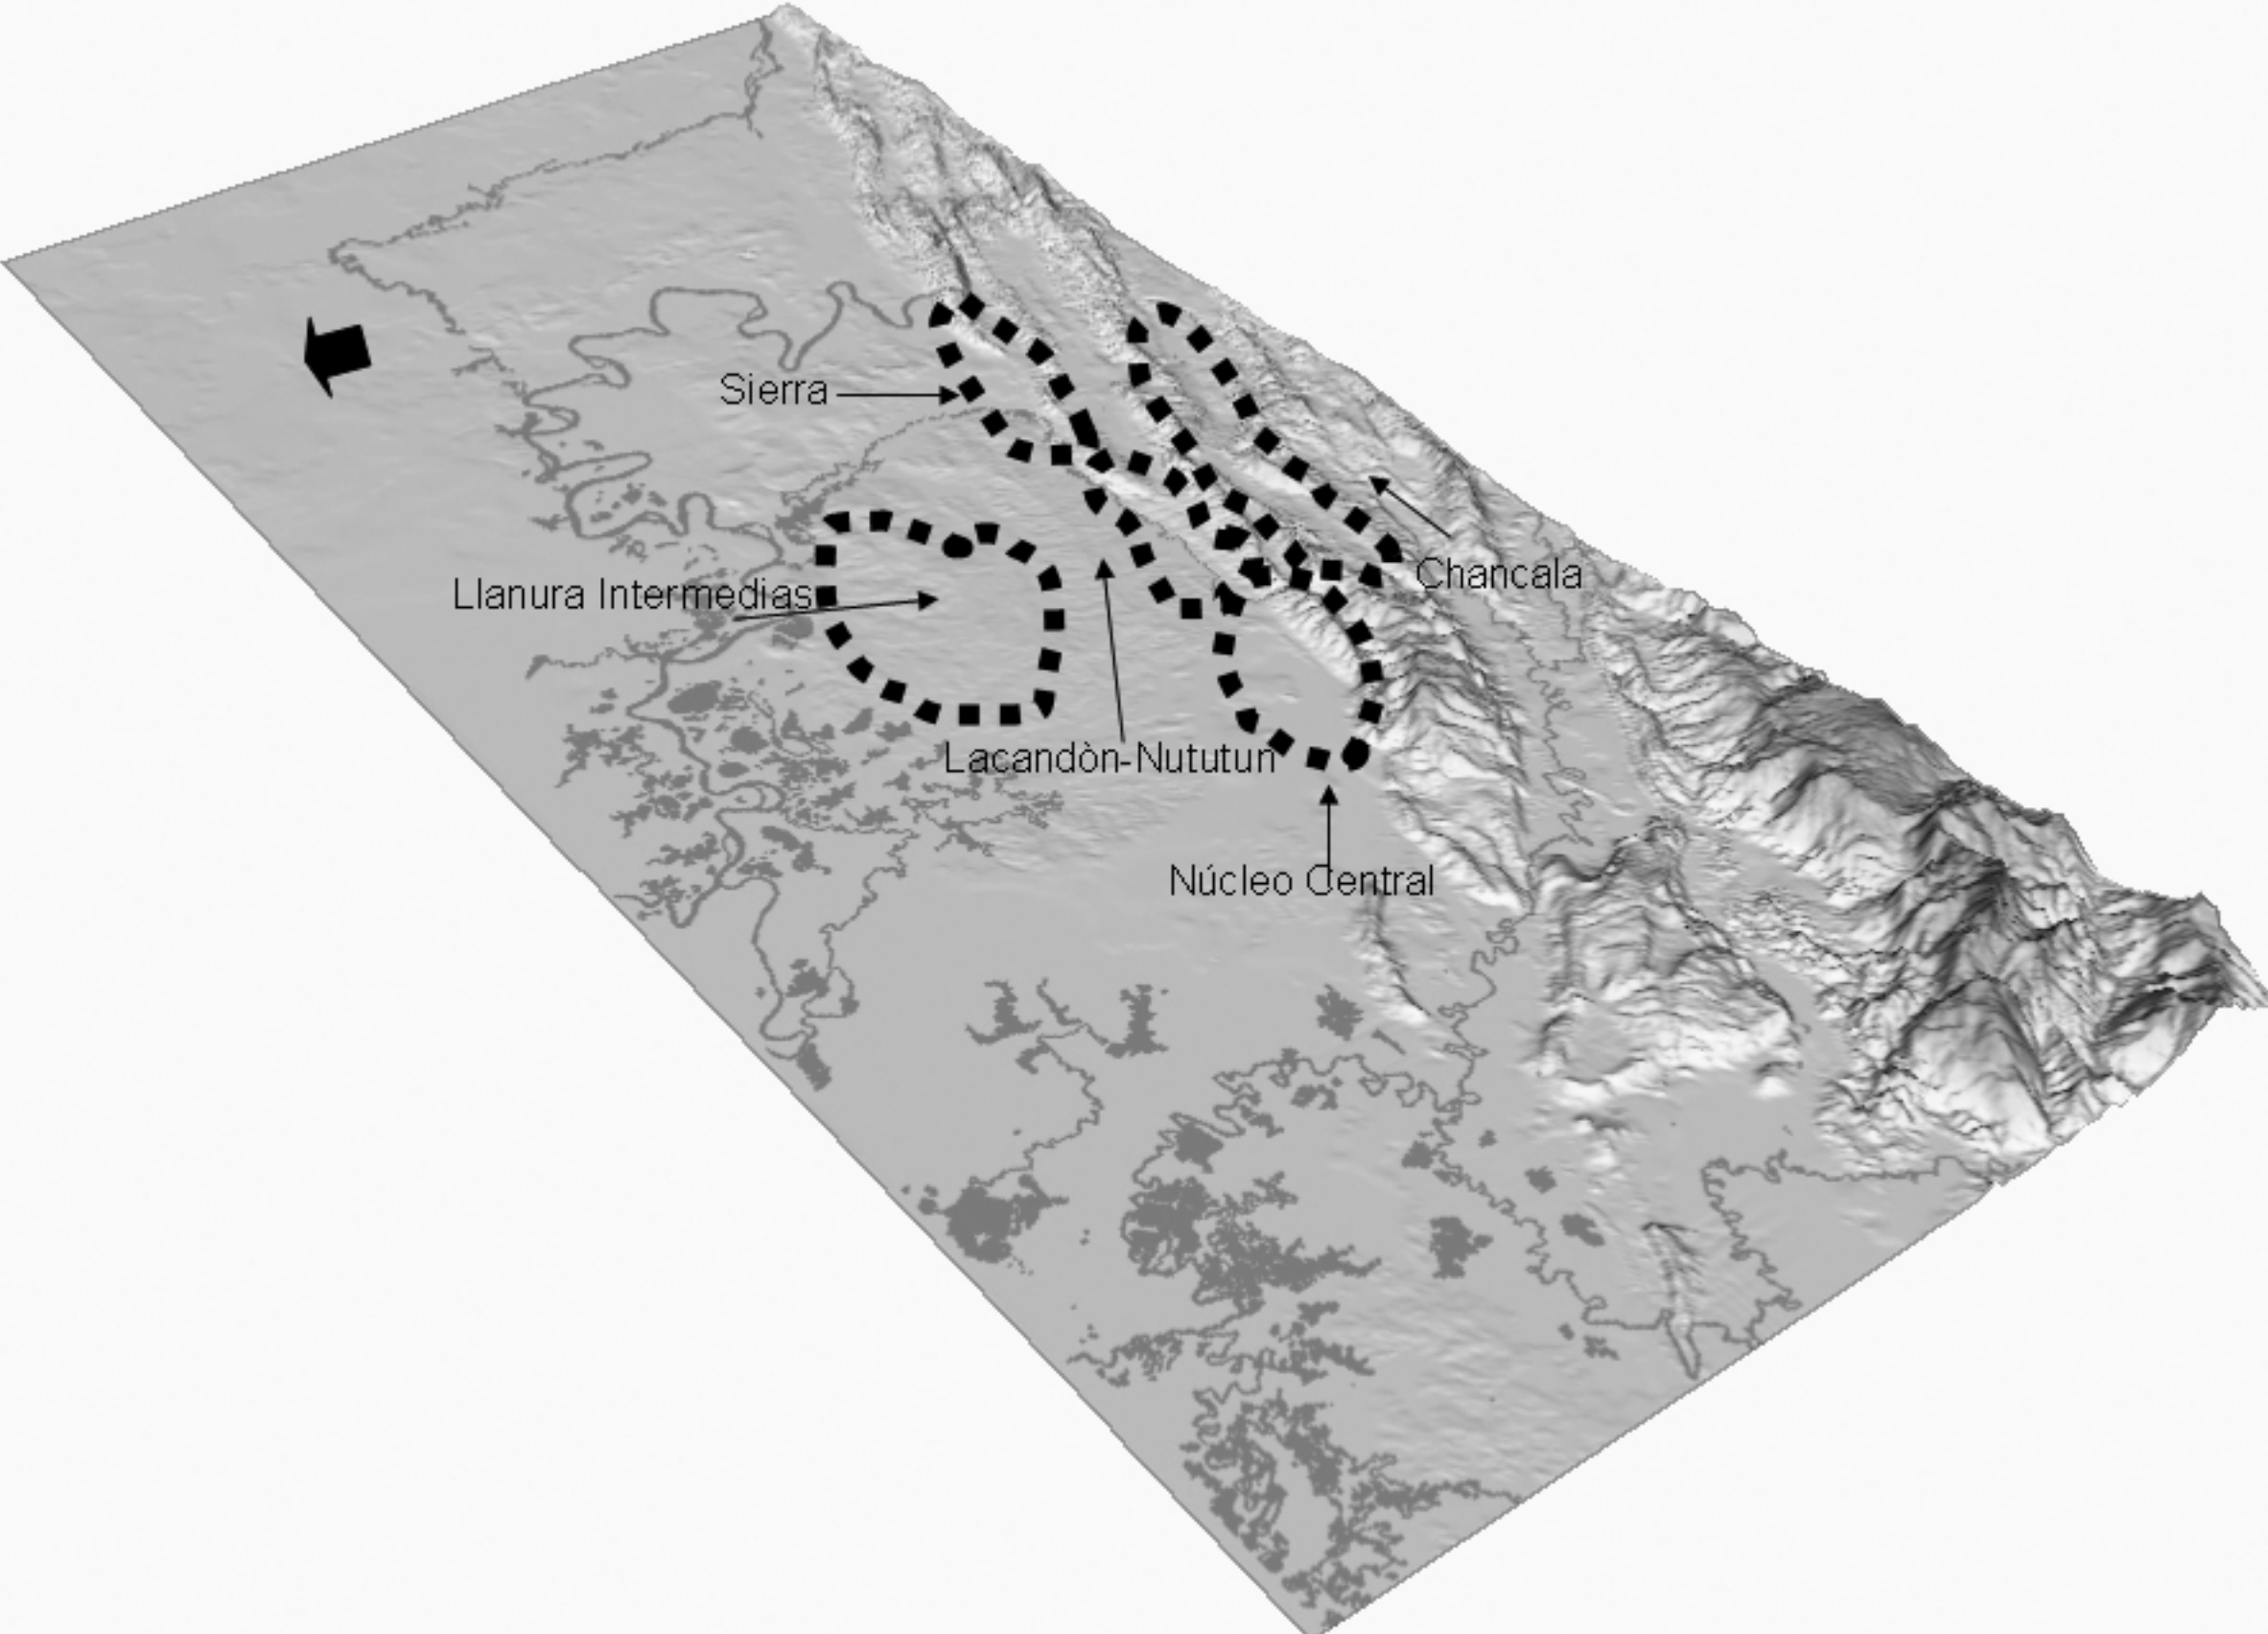 Sierra
Chancala
Llanura Intermedias
Lacandòn-Nututun
Núcleo Central